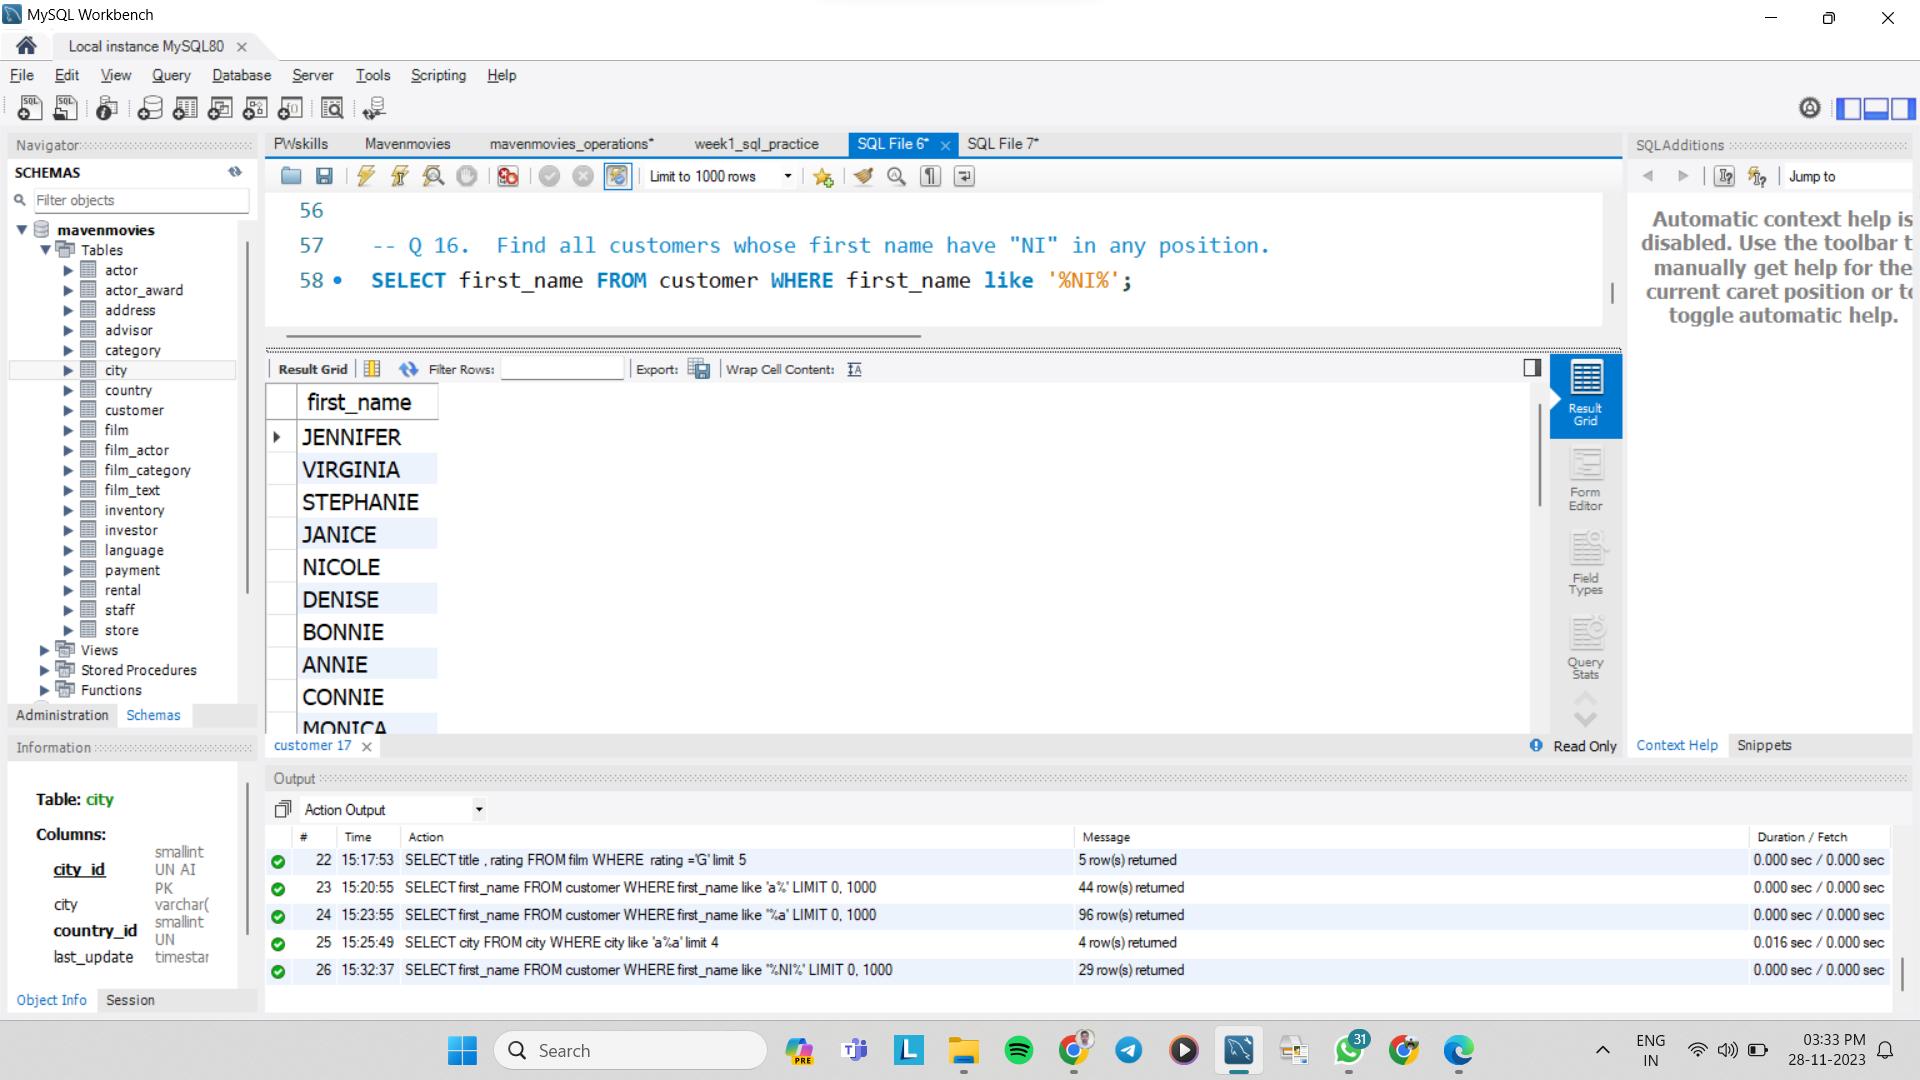 MySQL Workbench
Local instance MySQL80
File Edit View Query Database Server Tools Scripting Help
Navigator
SCHEMAS
Filter objects
mavenmovies
Tables
actor
actor_award
address
advisor
category
city
country
customer
film
film_actor
film_category
film_text
inventory
investor
language
payment
rental
staff
store
Views
Stored Procedures
Functions
Administration Schemas
Information
Table: city
Columns:
city_id smallint UN AI PK
city varchar(
country_id smallint UN
last_update timestar
Object Info Session
PWskills Mavenmovies mavenmovies_operations* week1_sql_practice SQL File 6* SQL File 7*
Limit to 1000 rows
56
57 -- Q 16. Find all customers whose first name have "NI" in any position.
58 SELECT first_name FROM customer WHERE first_name like '%NI%';
Result Grid Filter Rows: Export: Wrap Cell Content:
first_name
JENNIFER
VIRGINIA
STEPHANIE
JANICE
NICOLE
DENISE
BONNIE
ANNIE
CONNIE
MONICA
Result Grid
Form Editor
Field Types
Query Stats
customer 17
Read Only
SQLAdditions
Jump to
Automatic context help is
disabled. Use the toolbar t
manually get help for the
current caret position or to
toggle automatic help.
Context Help Snippets
Output
Action Output
# Time Action Message Duration / Fetch
22 15:17:53 SELECT title , rating FROM film WHERE rating ='G' limit 5 5 row(s) returned 0.000 sec / 0.000 sec
23 15:20:55 SELECT first_name FROM customer WHERE first_name like 'a%' LIMIT 0, 1000 44 row(s) returned 0.000 sec / 0.000 sec
24 15:23:55 SELECT first_name FROM customer WHERE first_name like '%a' LIMIT 0, 1000 96 row(s) returned 0.000 sec / 0.000 sec
25 15:25:49 SELECT city FROM city WHERE city like 'a%a' limit 4 4 row(s) returned 0.016 sec / 0.000 sec
26 15:32:37 SELECT first_name FROM customer WHERE first_name like '%NI%' LIMIT 0, 1000 29 row(s) returned 0.000 sec / 0.000 sec
Search
PRE
31
ENG
IN
03:33 PM
28-11-2023